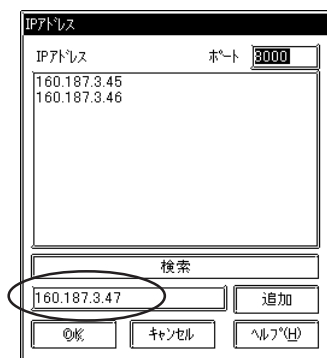 IPｱﾄﾞﾚｽ
IPｱﾄﾞﾚｽ ﾎﾟｰﾄ 8000
160.187.3.45
160.187.3.46
検索
160.187.3.47 追加
OK ｷｬﾝｾﾙ ﾍﾙﾌﾟ(H)